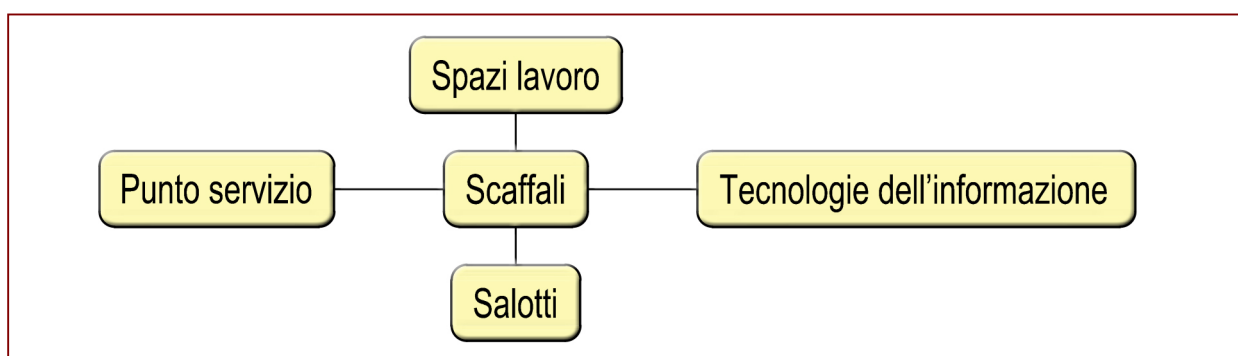 Spazi lavoro
Punto servizio
Scaffali
Tecnologie dell’informazione
Salotti